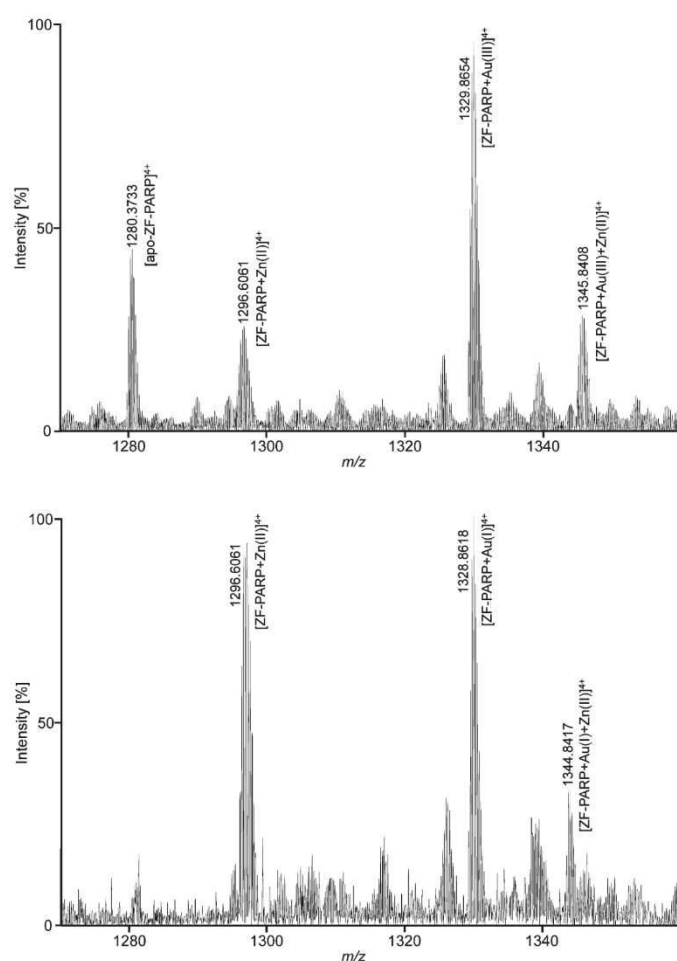 100
50
0
Intensity [%]
1280.3733
[apo-ZF-PARP]⁴⁺
1296.6061
[ZF-PARP+Zn(II)]⁴⁺
1329.8654
[ZF-PARP+Au(III)]⁴⁺
1345.8408
[ZF-PARP+Au(III)+Zn(II)]⁴⁺
1280
1300
1320
1340
m/z
100
50
0
Intensity [%]
1296.6061
[ZF-PARP+Zn(II)]⁴⁺
1328.8618
[ZF-PARP+Au(I)]⁴⁺
1344.8417
[ZF-PARP+Au(I)+Zn(II)]⁴⁺
1280
1300
1320
1340
m/z